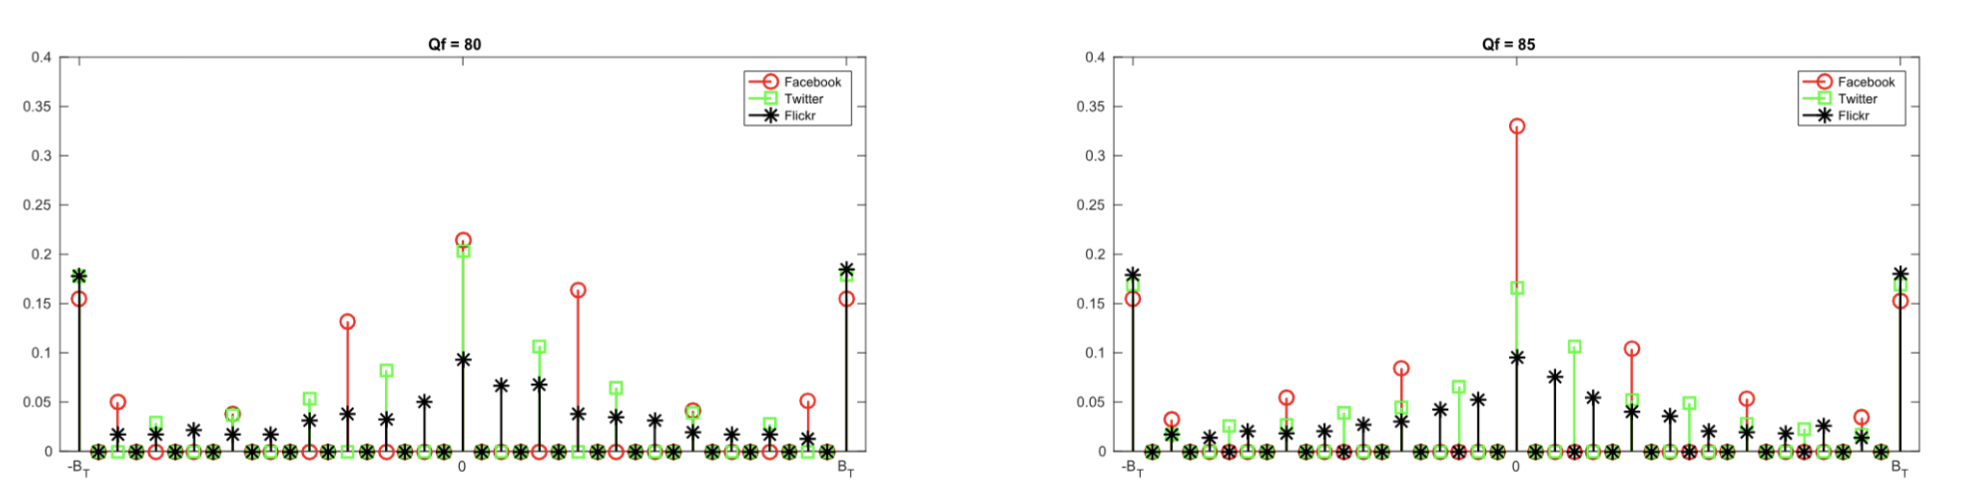 Qf = 80
0.4
0.35
0.3
0.25
0.2
0.15
0.1
0.05
0
-B_T
0
B_T
Facebook
Twitter
Flickr
Qf = 85
0.4
0.35
0.3
0.25
0.2
0.15
0.1
0.05
0
-B_T
0
B_T
Facebook
Twitter
Flickr